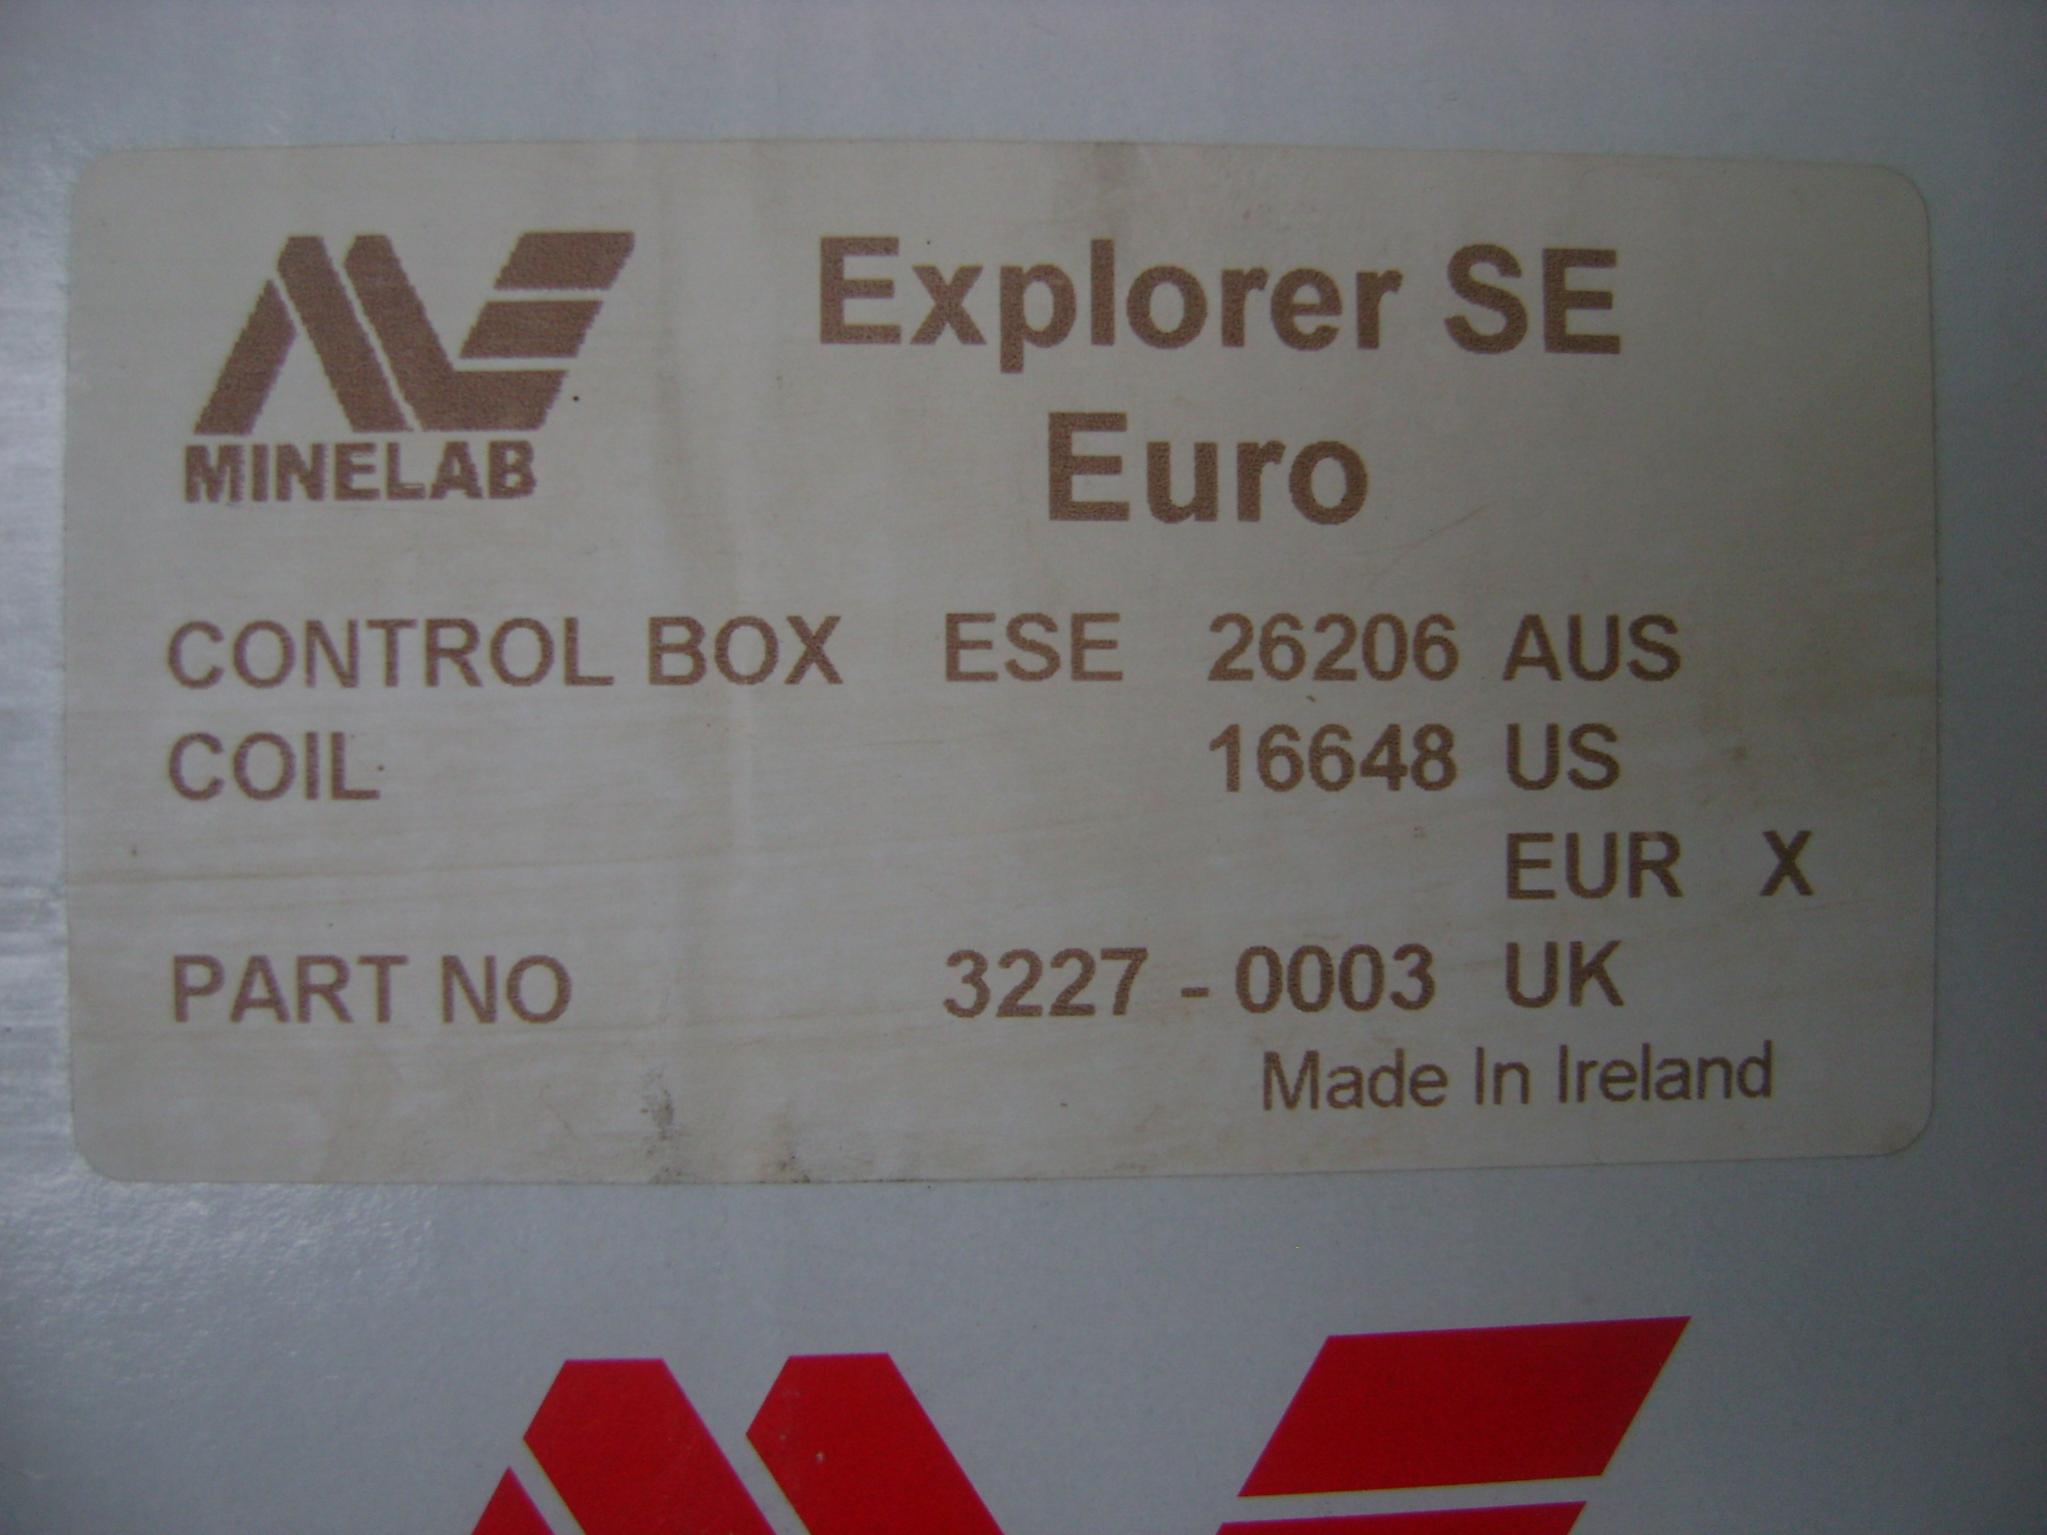 Explorer SE
MINELAB
Euro
CONTROL BOX ESE 26206 AUS
COIL 16648 US
EUR X
PART NO 3227 - 0003 UK
Made In Ireland